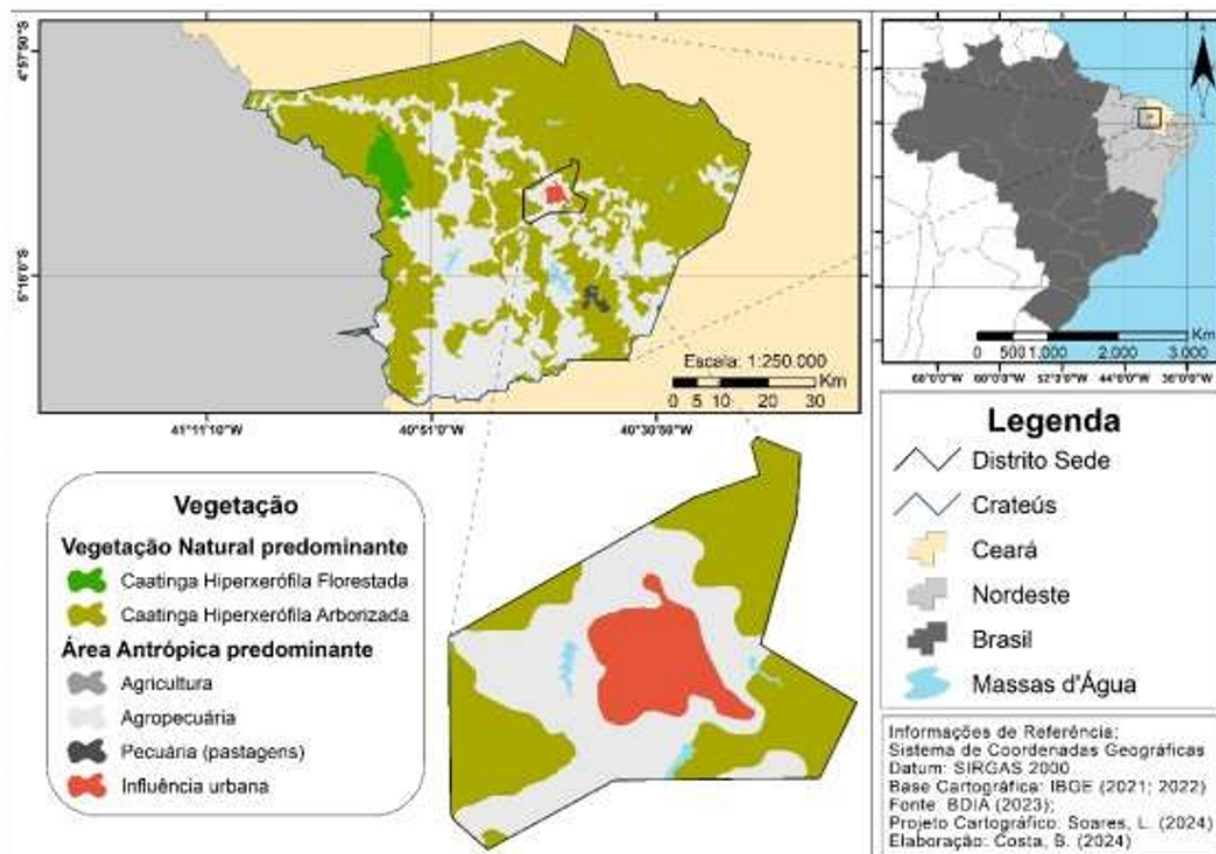 4°57'50"S
5°16'0"S
Escala: 1:250.000
Km
0 5 10 20 30
41°11'10"W
40°51'0"W
40°30'50"W
Km
0 500 1.000 2.000 3.000
68°0'0"W 60°0'0"W 52°0'0"W 44°0'0"W 36°0'0"W
Vegetação
Vegetação Natural predominante
Caatinga Hiperxerófila Florestada
Caatinga Hiperxerófila Arborizada
Área Antrópica predominante
Agricultura
Agropecuária
Pecuária (pastagens)
Influência urbana
Legenda
Distrito Sede
Crateús
Ceará
Nordeste
Brasil
Massas d'Água
Informações de Referência:
Sistema de Coordenadas Geográficas
Datum: SIRGAS 2000
Base Cartográfica: IBGE (2021; 2022)
Fonte: BDIA (2023);
Projeto Cartográfico: Soares, L. (2024)
Elaboração: Costa, B. (2024)